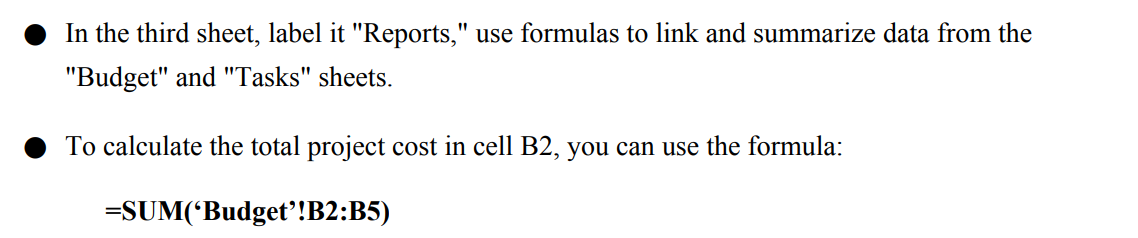 ● In the third sheet, label it "Reports," use formulas to link and summarize data from the
"Budget" and "Tasks" sheets.
● To calculate the total project cost in cell B2, you can use the formula:
=SUM(‘Budget’!B2:B5)